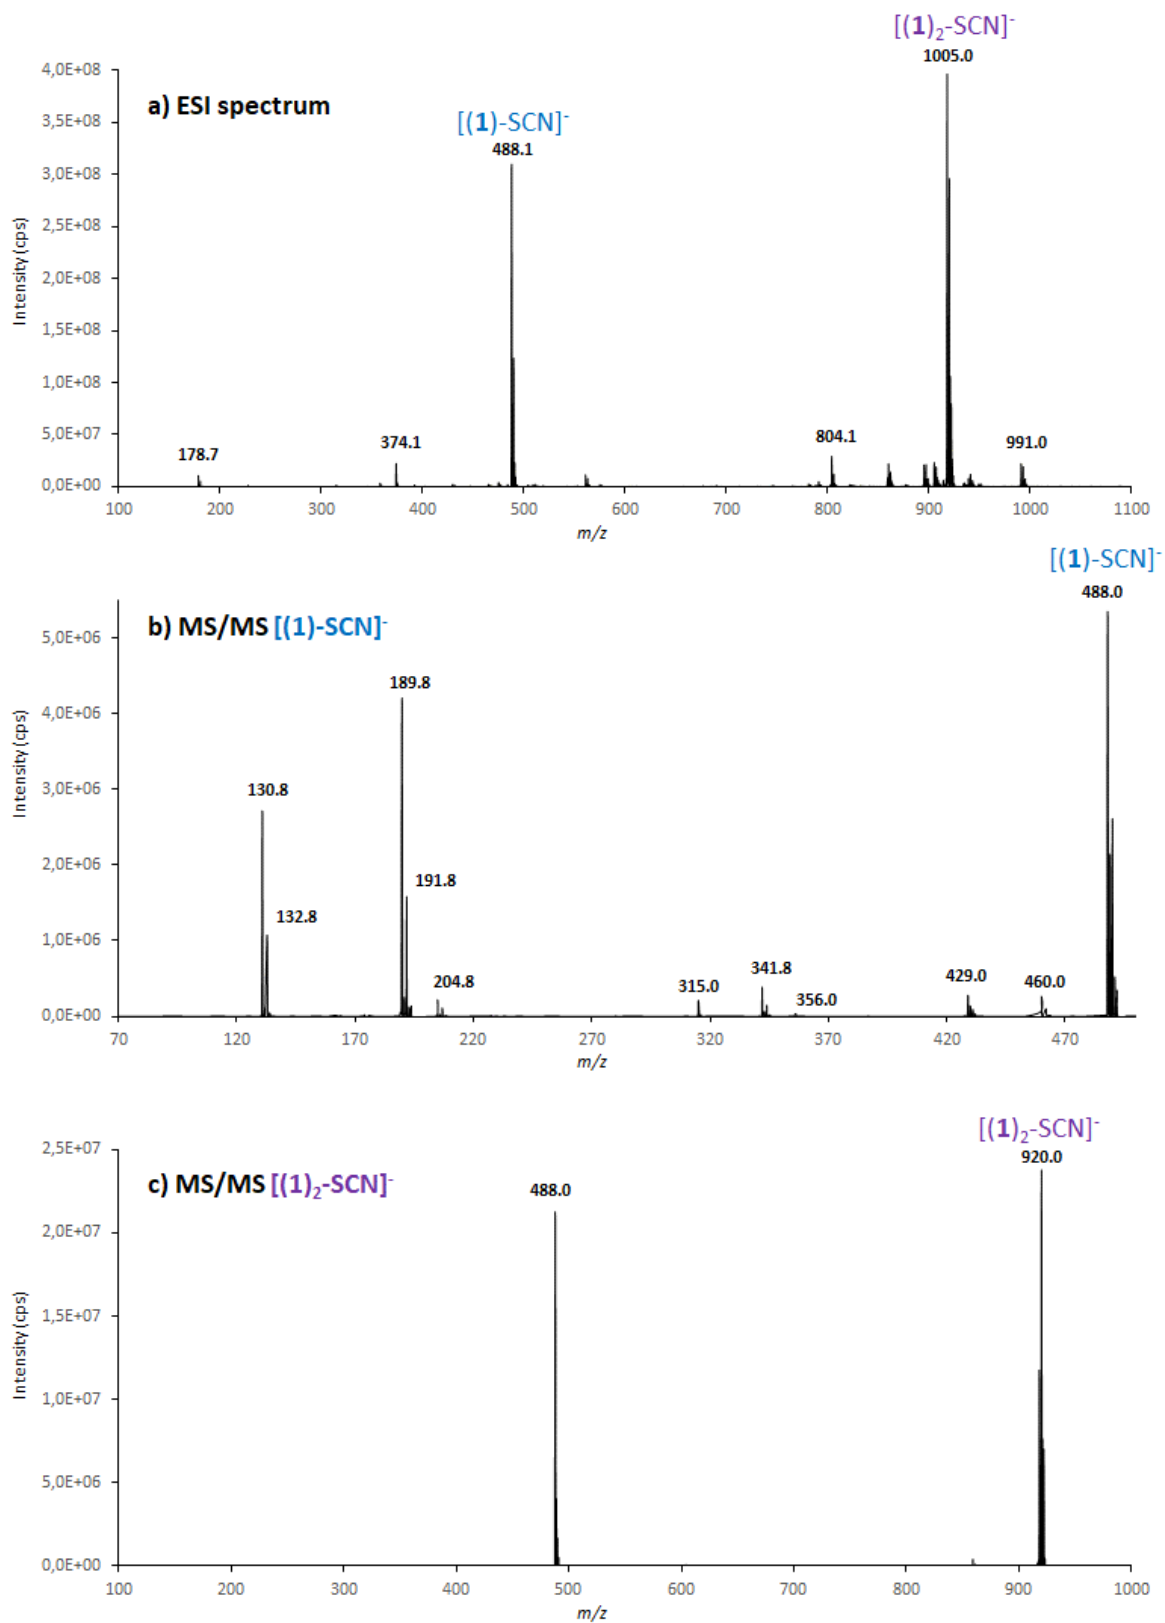 [(1)₂-SCN]⁻
1005.0
4,0E+08
a) ESI spectrum
[(1)-SCN]⁻
3,5E+08
488.1
3,0E+08
2,5E+08
Intensity (cps)
2,0E+08
1,5E+08
1,0E+08
5,0E+07
178.7
374.1
804.1
991.0
0,0E+00
100 200 300 400 500 600 700 800 900 1000 1100
m/z
[(1)-SCN]⁻
488.0
b) MS/MS [(1)-SCN]⁻
5,0E+06
189.8
4,0E+06
Intensity (cps)
130.8
3,0E+06
2,0E+06
191.8
132.8
1,0E+06
204.8
315.0
341.8
356.0
429.0
460.0
0,0E+00
70 120 170 220 270 320 370 420 470
m/z
[(1)₂-SCN]⁻
920.0
2,5E+07
c) MS/MS [(1)₂-SCN]⁻
488.0
2,0E+07
1,5E+07
Intensity (cps)
1,0E+07
5,0E+06
0,0E+00
100 200 300 400 500 600 700 800 900 1000
m/z